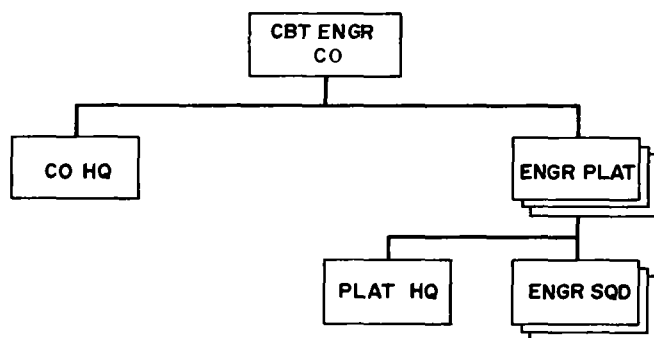 CBT ENGR
CO
CO HQ
ENGR PLAT
PLAT HQ
ENGR SQD